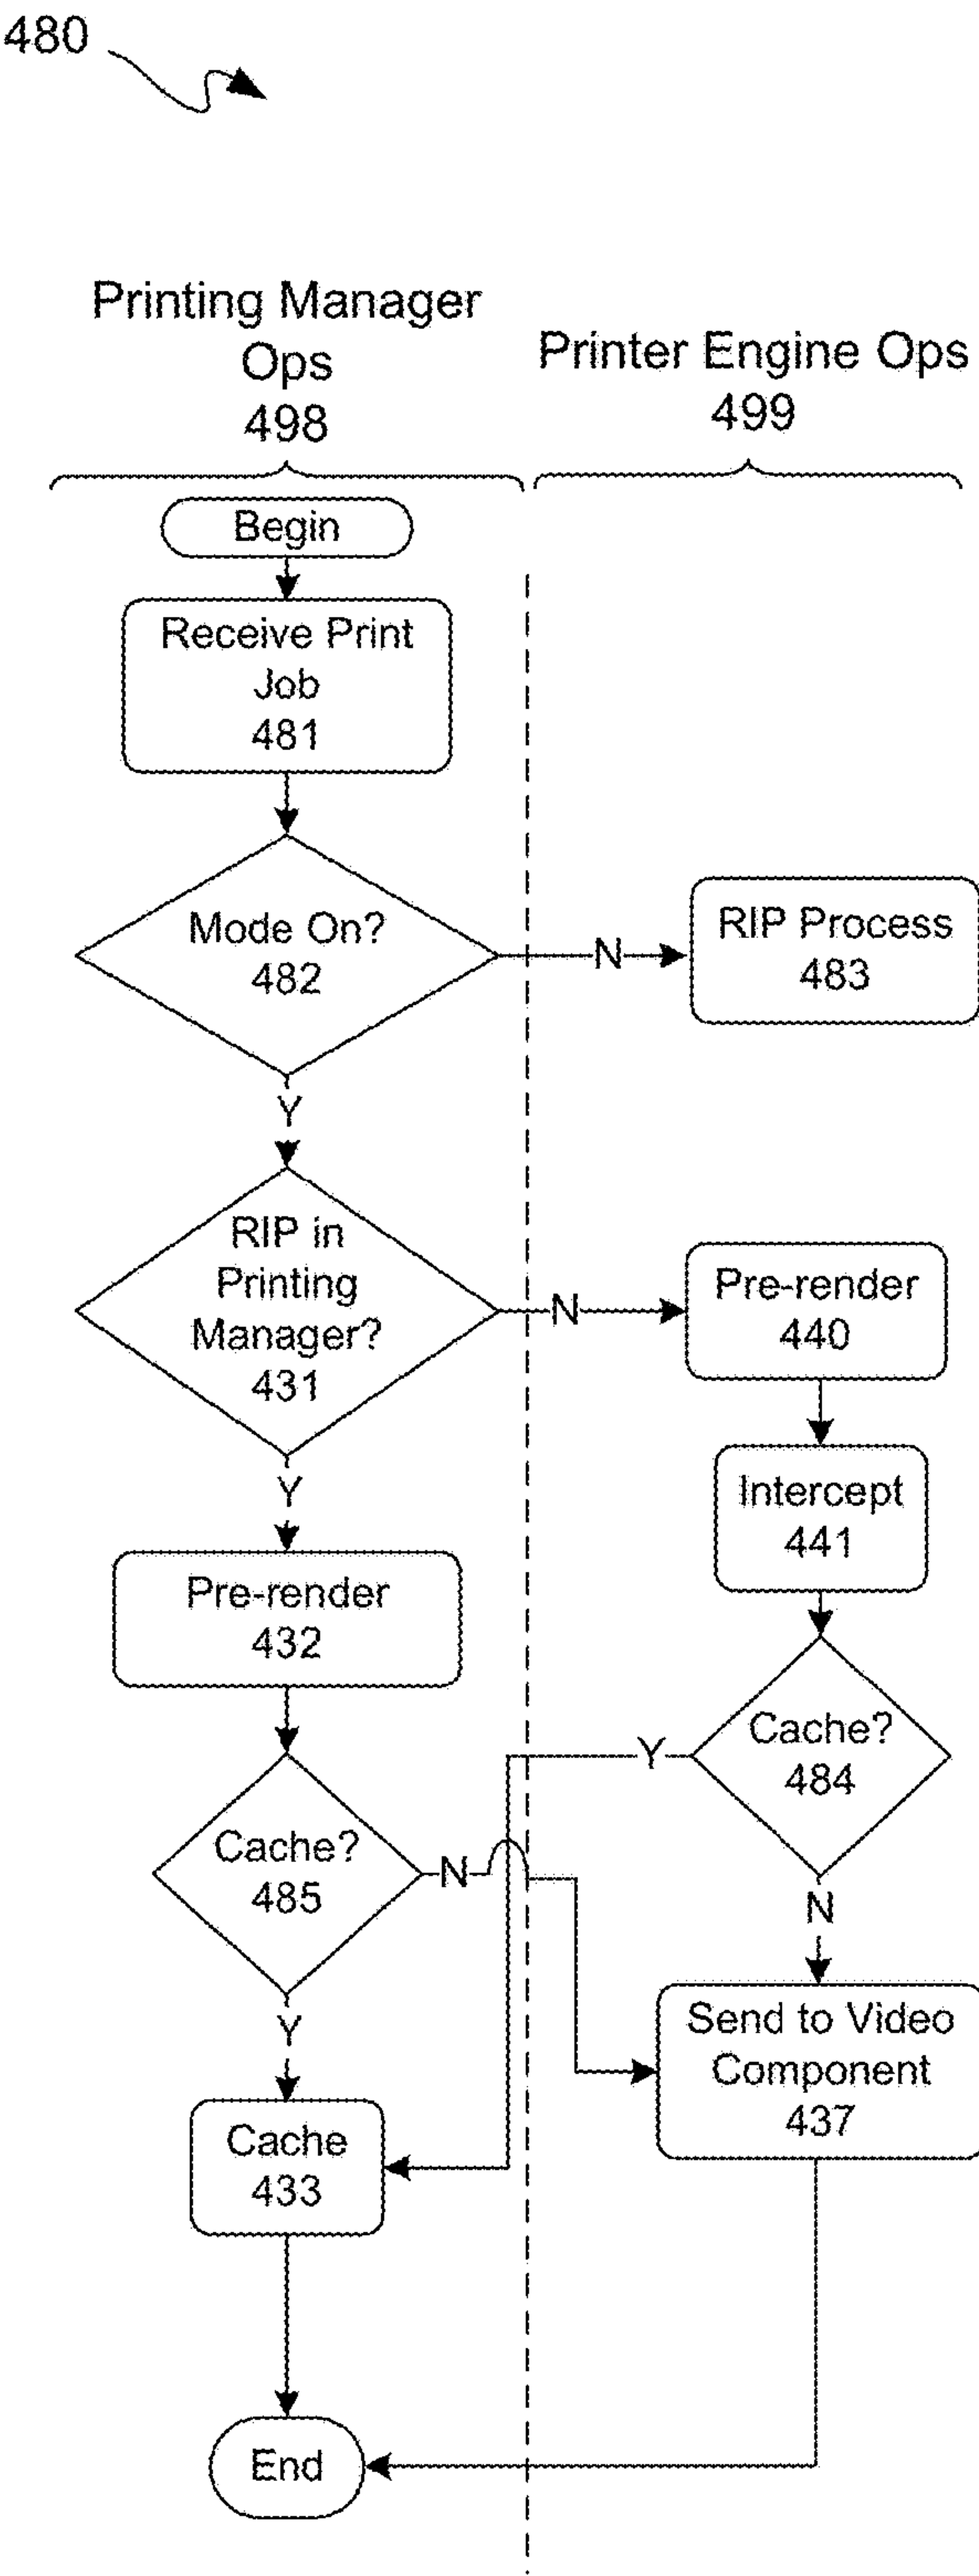 480
Printing Manager
Ops
498
Printer Engine Ops
499
Begin
Receive Print
Job
481
Mode On?
482
N
RIP Process
483
Y
RIP in
Printing
Manager?
431
N
Pre-render
440
Y
Intercept
441
Pre-render
432
Cache?
484
Y
Cache?
485
N
N
Y
Send to Video
Component
437
Cache
433
End